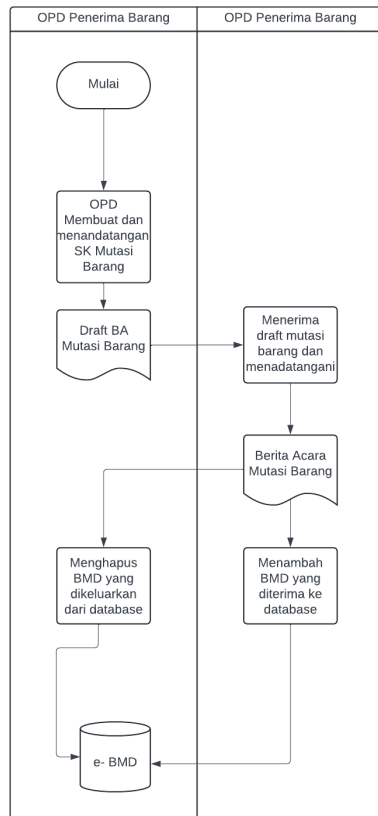 OPD Penerima Barang
OPD Penerima Barang
Mulai
OPD
Membuat dan
menandatangan
SK Mutasi
Barang
Draft BA
Mutasi Barang
Menerima
draft mutasi
barang dan
menadatangani
Berita Acara
Mutasi Barang
Menghapus
BMD yang
dikeluarkan
dari database
Menambah
BMD yang
diterima ke
database
e- BMD